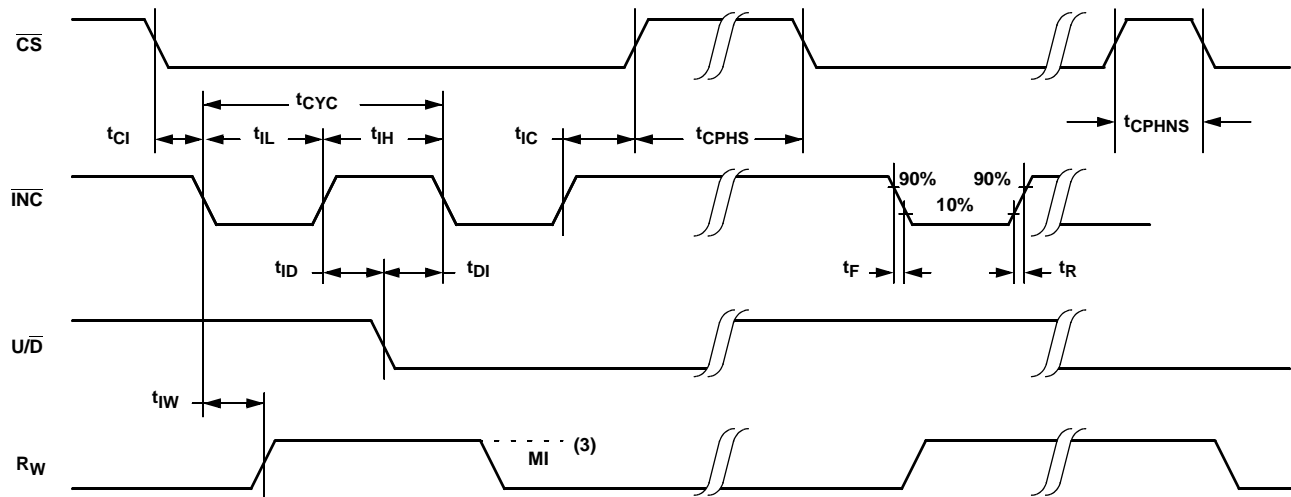 CS
tCYC
tCI tIL tIH tIC tCPHS tCPHNS
INC
90% 90%
10%
tID tDI tF tR
U/D
tIW
(3)
MI
RW